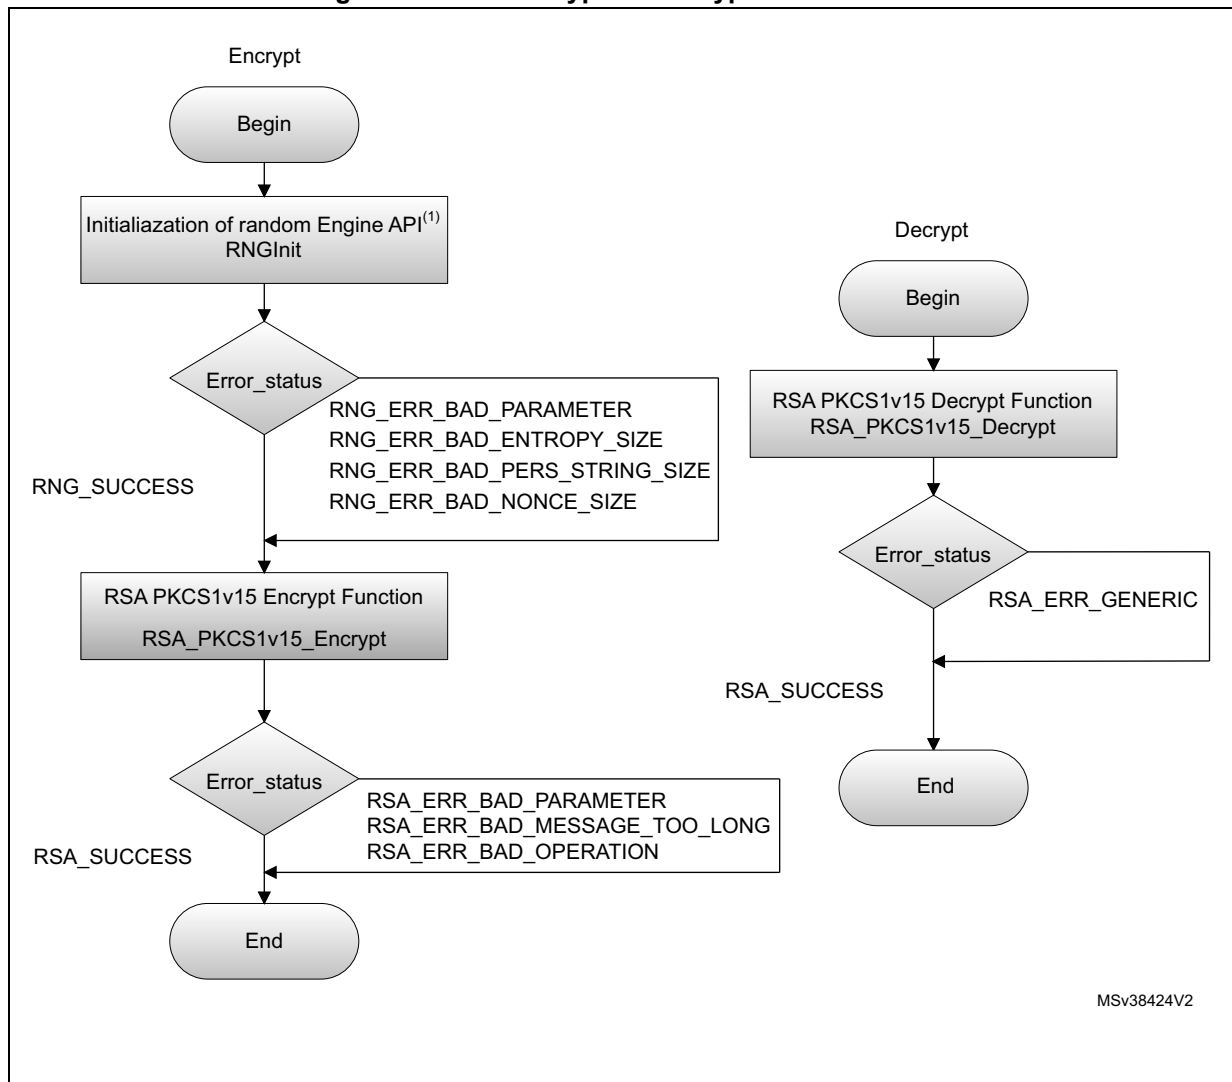 Encrypt
Begin
Initialiazation of random Engine API(1)
RNGInit
Error_status
RNG_ERR_BAD_PARAMETER
RNG_ERR_BAD_ENTROPY_SIZE
RNG_ERR_BAD_PERS_STRING_SIZE
RNG_ERR_BAD_NONCE_SIZE
RNG_SUCCESS
RSA PKCS1v15 Encrypt Function
RSA_PKCS1v15_Encrypt
Error_status
RSA_ERR_BAD_PARAMETER
RSA_ERR_BAD_MESSAGE_TOO_LONG
RSA_ERR_BAD_OPERATION
RSA_SUCCESS
End
Decrypt
Begin
RSA PKCS1v15 Decrypt Function
RSA_PKCS1v15_Decrypt
Error_status
RSA_ERR_GENERIC
RSA_SUCCESS
End
MSv38424V2